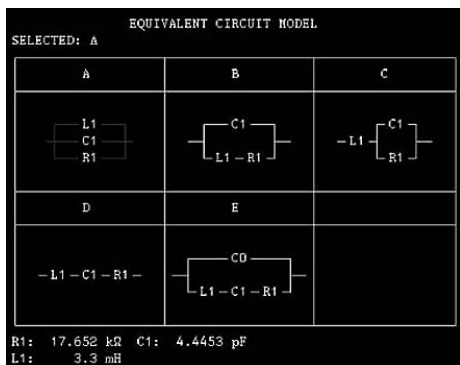 EQUIVALENT CIRCUIT MODEL
SELECTED: A
A B C
L1
C1
R1
C1
L1 - R1
- L1 -
C1
R1
D E
- L1 - C1 - R1 -
C0
L1 - C1 - R1
R1: 17.652 kΩ C1: 4.4453 pF
L1: 3.3 mH